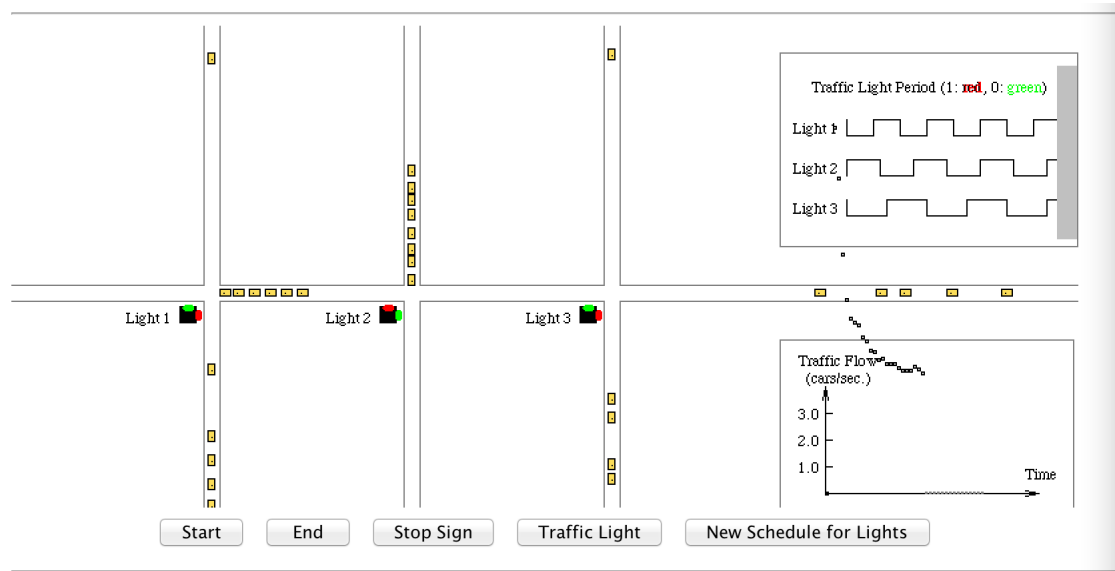 Traffic Light Period (1: red, 0: green)
Light 1
Light 2
Light 3
Light 1
Light 2
Light 3
Traffic Flow
(cars/sec.)
3.0
2.0
1.0
Time
Start
End
Stop Sign
Traffic Light
New Schedule for Lights